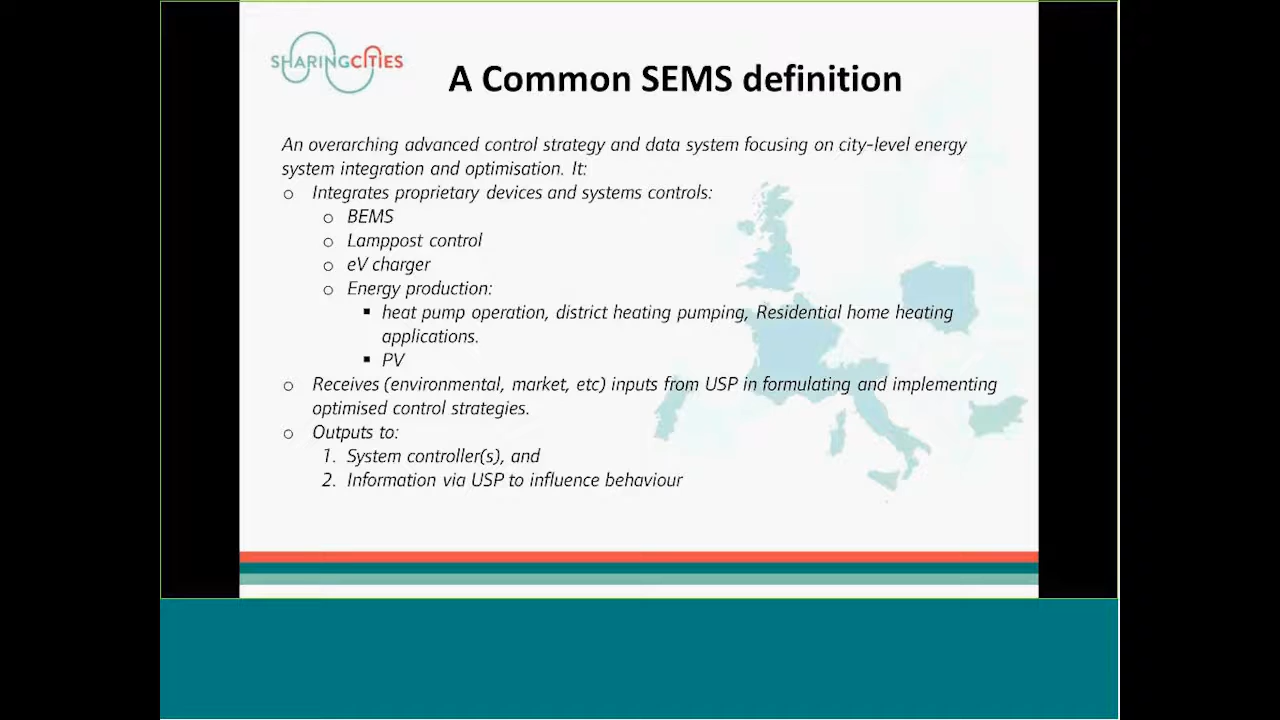 SHARINGCITIES
A Common SEMS definition
An overarching advanced control strategy and data system focusing on city-level energy
system integration and optimisation. It:
o Integrates proprietary devices and systems controls:
o BEMS
o Lamppost control
o eV charger
o Energy production:
▪ heat pump operation, district heating pumping, Residential home heating
applications.
▪ PV
o Receives (environmental, market, etc) inputs from USP in formulating and implementing
optimised control strategies.
o Outputs to:
1. System controller(s), and
2. Information via USP to influence behaviour